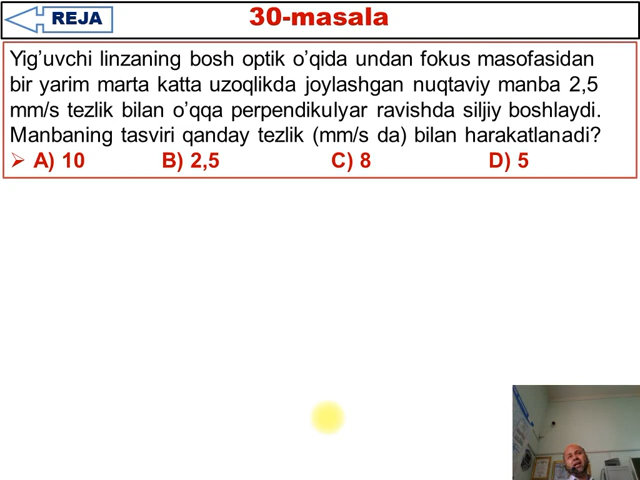 REJA
30-masala
Yig’uvchi linzaning bosh optik o’qida undan fokus masofasidan
bir yarim marta katta uzoqlikda joylashgan nuqtaviy manba 2,5
mm/s tezlik bilan o’qqa perpendikulyar ravishda siljiy boshlaydi.
Manbaning tasviri qanday tezlik (mm/s da) bilan harakatlanadi?
➢ A) 10 B) 2,5 C) 8 D) 5